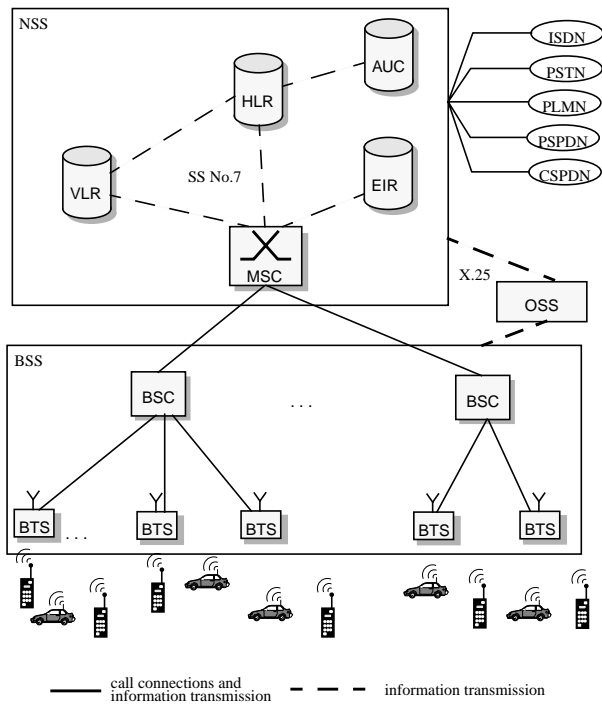 NSS
ISDN
AUC
PSTN
HLR
PLMN
PSPDN
SS No.7
VLR
EIR
CSPDN
MSC
X.25
OSS
BSS
BSC
. . .
BSC
BTS
. . .
BTS
BTS
BTS
BTS
call connections and
information transmission
information transmission